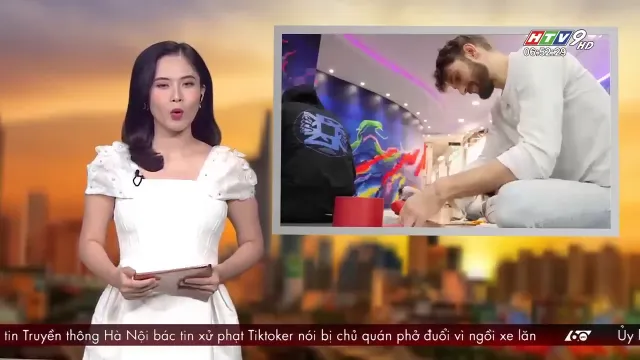 HTV9 HD
06:52:29
tin Truyền thông Hà Nội bác tin xử phạt Tiktoker nói bị chủ quán phở đuổi vì ngồi xe lăn
Ủy